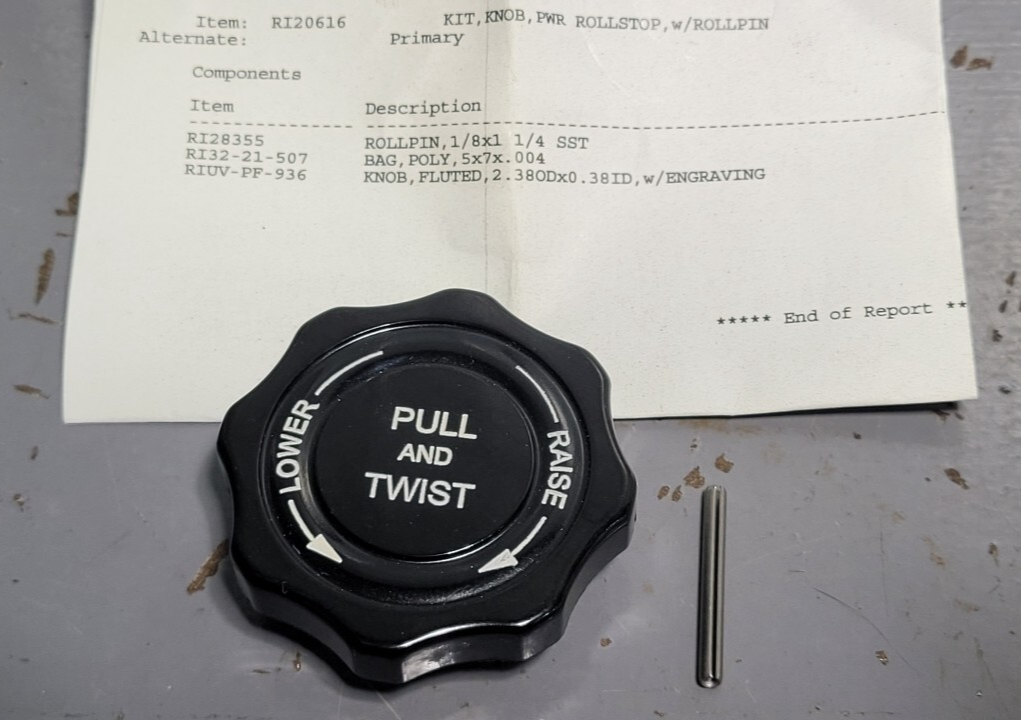 Item: RI20616 KIT,KNOB,PWR ROLLSTOP,w/ROLLPIN
Alternate: Primary
Components
Item Description
RI28355 ROLLPIN,1/8x1 1/4 SST
RI32-21-507 BAG,POLY,5x7x.004
RIUV-PF-936 KNOB,FLUTED,2.38ODx0.38ID,w/ENGRAVING
***** End of Report **
LOWER
PULL
AND
TWIST
RAISE